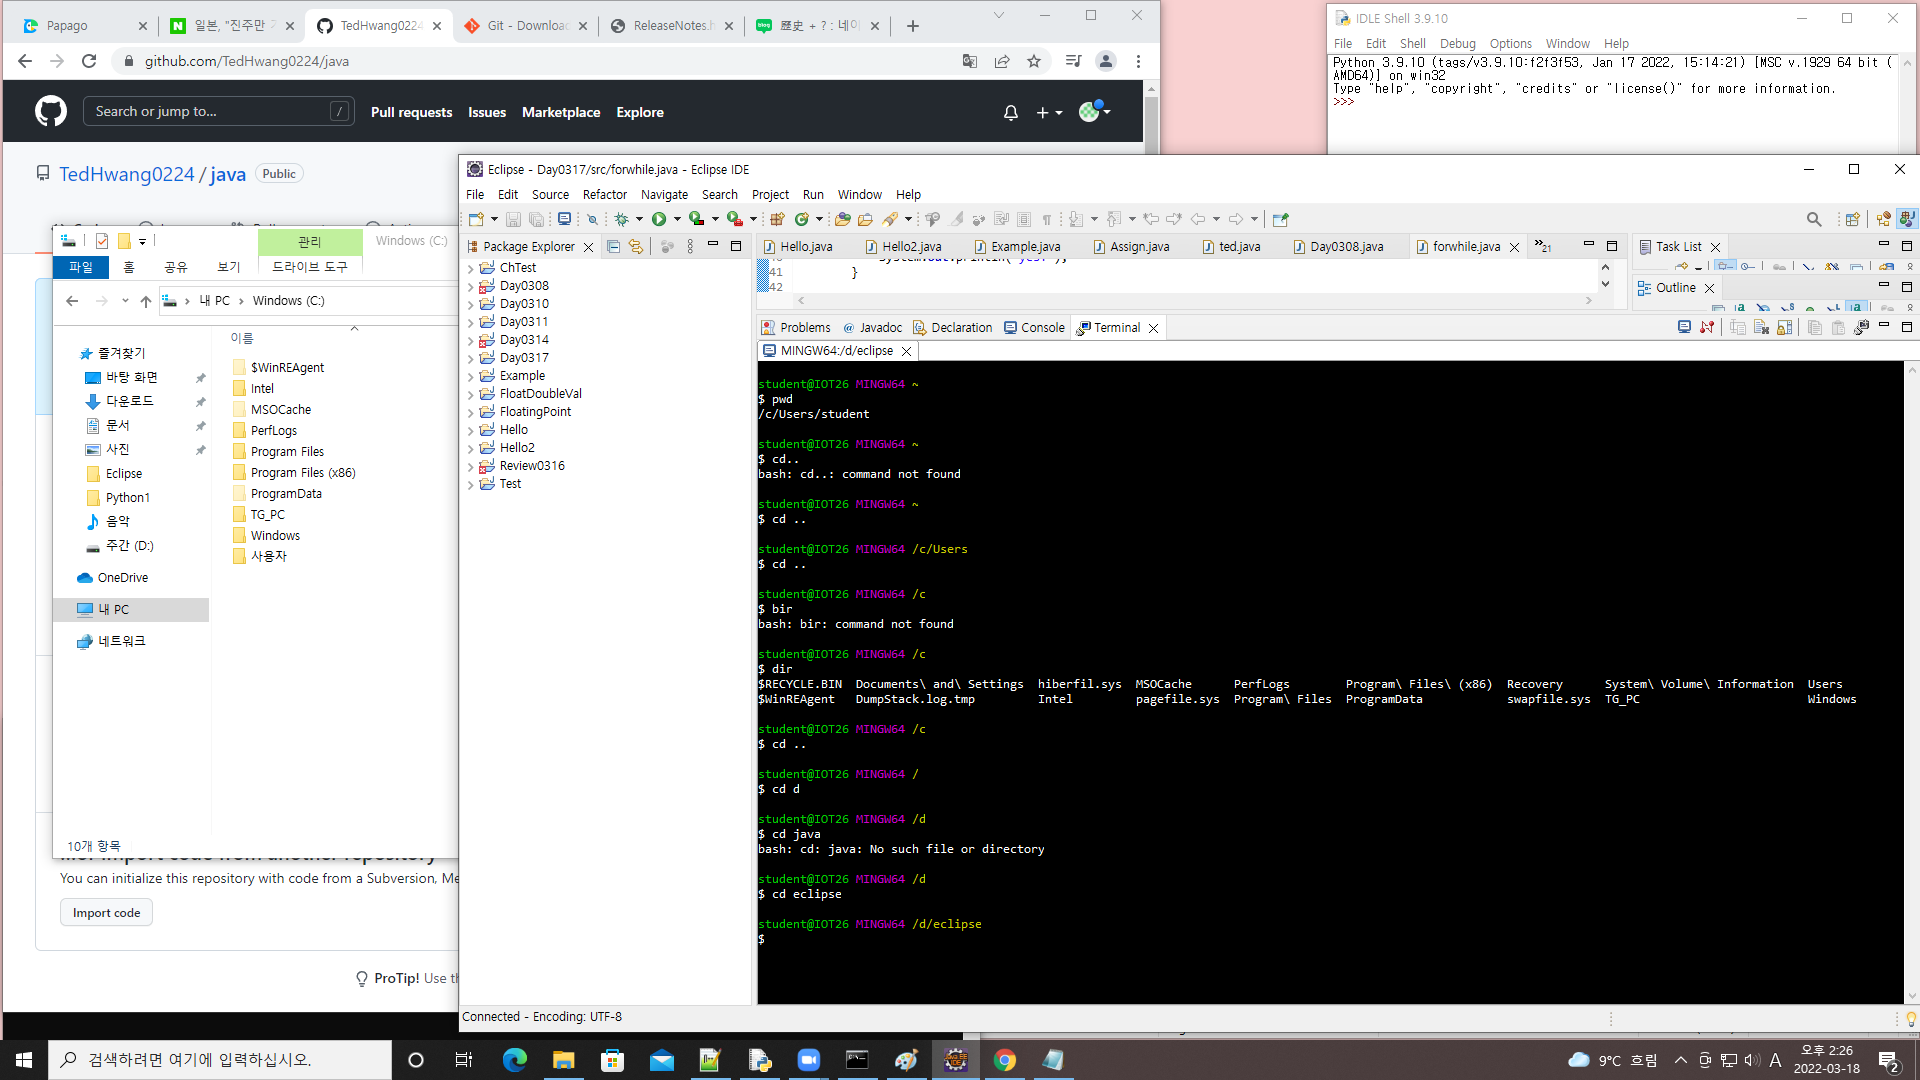 Papago
일본, "진주만 
TedHwang0224
Git - Download
ReleaseNotes.h
歷史 + ? : 네이
github.com/TedHwang0224/java
Search or jump to...
/
Pull requests
Issues
Marketplace
Explore
TedHwang0224 / java
Public
관리
Windows (C:)
파일
홈
공유
보기
드라이브 도구
내 PC
Windows (C:)
이름
즐겨찾기
바탕 화면
다운로드
문서
사진
Eclipse
Python1
음악
주간 (D:)
OneDrive
내 PC
네트워크
$WinREAgent
Intel
MSOCache
PerfLogs
Program Files
Program Files (x86)
ProgramData
TG_PC
Windows
사용자
10개 항목
import code from another repository
You can initialize this repository with code from a Subversion, Me
Import code
ProTip! Use th
IDLE Shell 3.9.10
File Edit Shell Debug Options Window Help
Python 3.9.10 (tags/v3.9.10:f2f3f53, Jan 17 2022, 15:14:21) [MSC v.1929 64 bit (
AMD64)] on win32
Type "help", "copyright", "credits" or "license()" for more information.
>>>
Eclipse - Day0317/src/forwhile.java - Eclipse IDE
File Edit Source Refactor Navigate Search Project Run Window Help
Package Explorer
ChTest
Day0308
Day0310
Day0311
Day0314
Day0317
Example
FloatDoubleVal
FloatingPoint
Hello
Hello2
Review0316
Test
Hello.java
Hello2.java
Example.java
Assign.java
ted.java
Day0308.java
forwhile.java
21
41 }
42
Task List
Outline
Problems
Javadoc
Declaration
Console
Terminal
MINGW64:/d/eclipse
student@IOT26 MINGW64 ~
$ pwd
/c/Users/student
student@IOT26 MINGW64 ~
$ cd..
bash: cd..: command not found
student@IOT26 MINGW64 ~
$ cd ..
student@IOT26 MINGW64 /c/Users
$ cd ..
student@IOT26 MINGW64 /c
$ bir
bash: bir: command not found
student@IOT26 MINGW64 /c
$ dir
$RECYCLE.BIN Documents\ and\ Settings hiberfil.sys MSOCache PerfLogs Program\ Files\ (x86) Recovery System\ Volume\ Information Users
$WinREAgent DumpStack.log.tmp Intel pagefile.sys Program\ Files ProgramData swapfile.sys TG_PC Windows
student@IOT26 MINGW64 /c
$ cd ..
student@IOT26 MINGW64 /
$ cd d
student@IOT26 MINGW64 /d
$ cd java
bash: cd: java: No such file or directory
student@IOT26 MINGW64 /d
$ cd eclipse
student@IOT26 MINGW64 /d/eclipse
$
Connected - Encoding: UTF-8
검색하려면 여기에 입력하십시오.
9°C 흐림
A
오후 2:26
2022-03-18
2